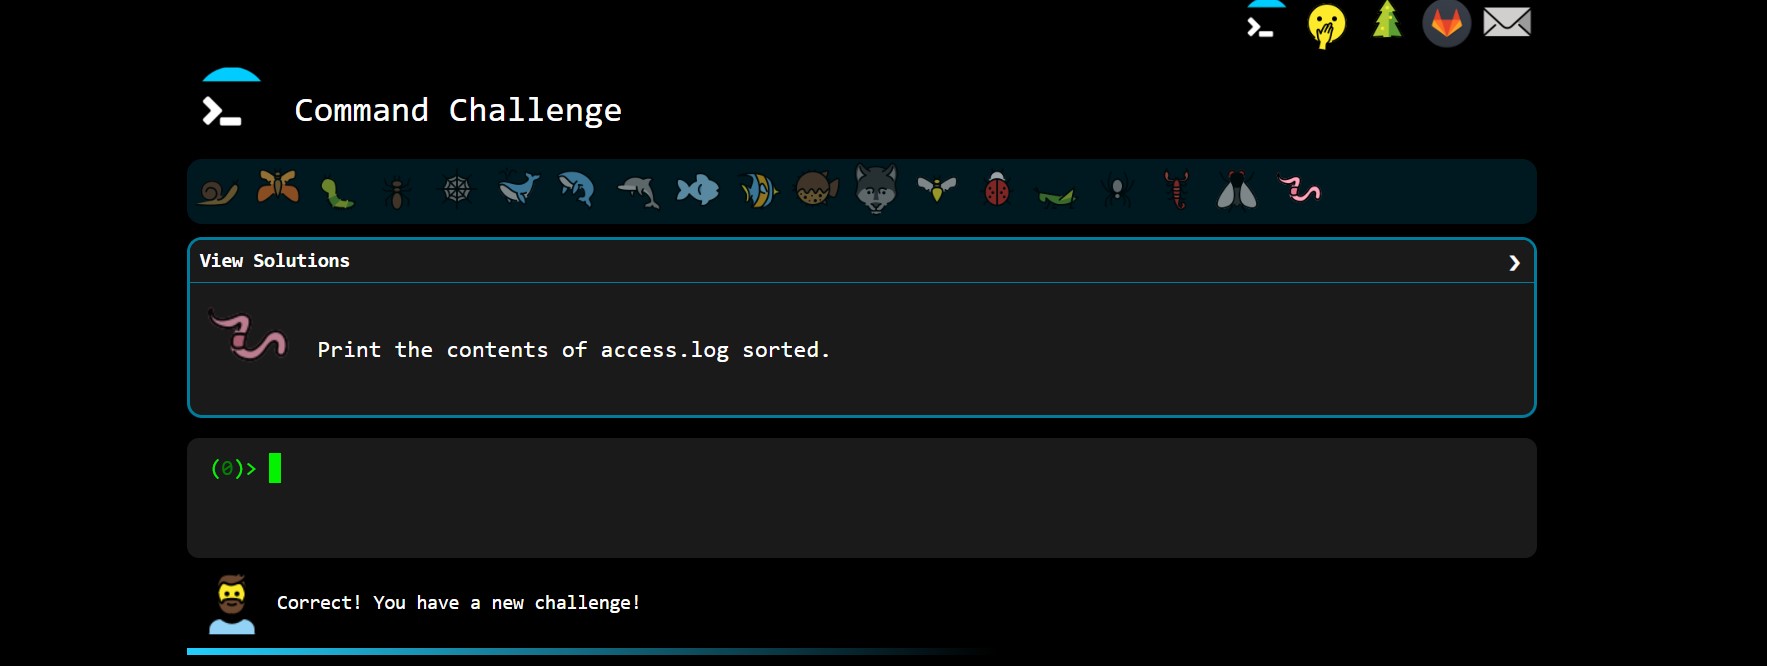 Command Challenge
View Solutions
Print the contents of access.log sorted.
(0)>
Correct! You have a new challenge!